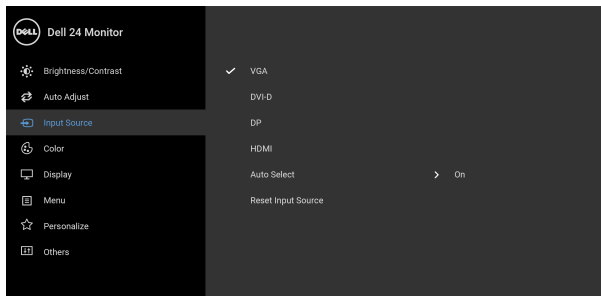 DELL Dell 24 Monitor
Brightness/Contrast VGA
Auto Adjust DVI-D
Input Source DP
Color HDMI
Display Auto Select On
Menu Reset Input Source
Personalize
Others